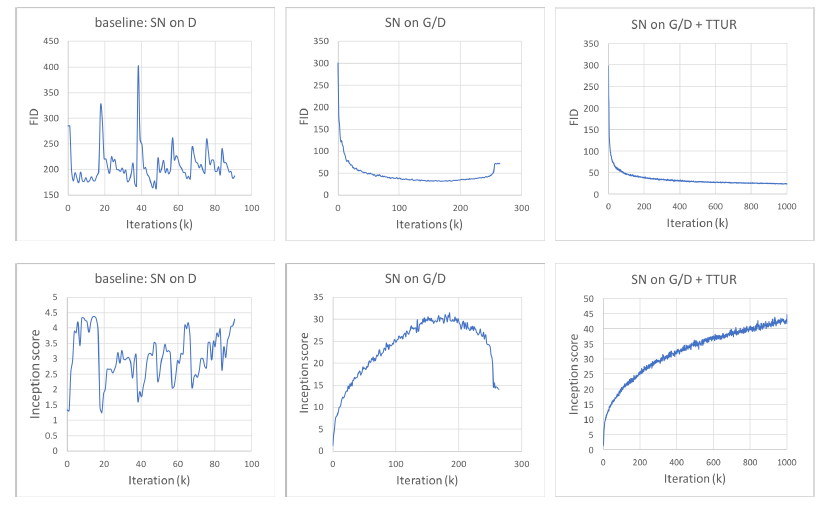 baseline: SN on D
450
400
350
300
250
200
150
FID
0 20 40 60 80 100
Iterations (k)
SN on G/D
350
300
250
200
150
100
50
0
FID
0 100 200 300
Iterations (k)
SN on G/D + TTUR
350
300
250
200
150
100
50
0
FID
0 200 400 600 800 1000
Iteration (k)
baseline: SN on D
5
4.5
4
3.5
3
2.5
2
1.5
1
0.5
0
Inception score
0 20 40 60 80 100
Iteration (k)
SN on G/D
35
30
25
20
15
10
5
0
Inception score
0 100 200 300
Iteration (k)
SN on G/D + TTUR
50
45
40
35
30
25
20
15
10
5
0
Inception score
0 200 400 600 800 1000
Iteration (k)